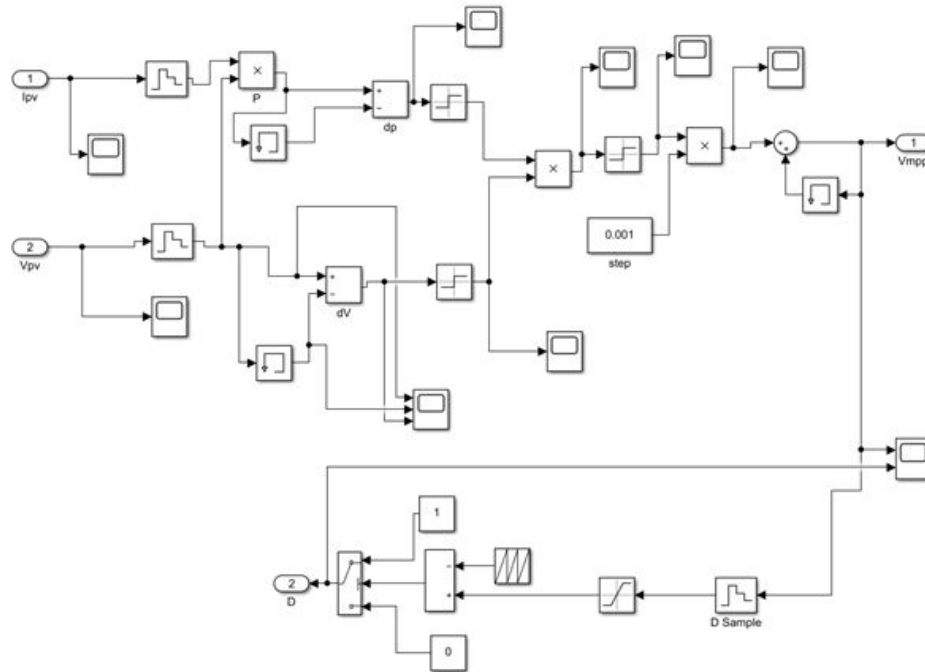 1
Ipv
×
P
+
−
dp
×
×
+
+
1
Vmpp
0.001
step
2
Vpv
+
−
dV
1
2
D
−
+
D Sample
0